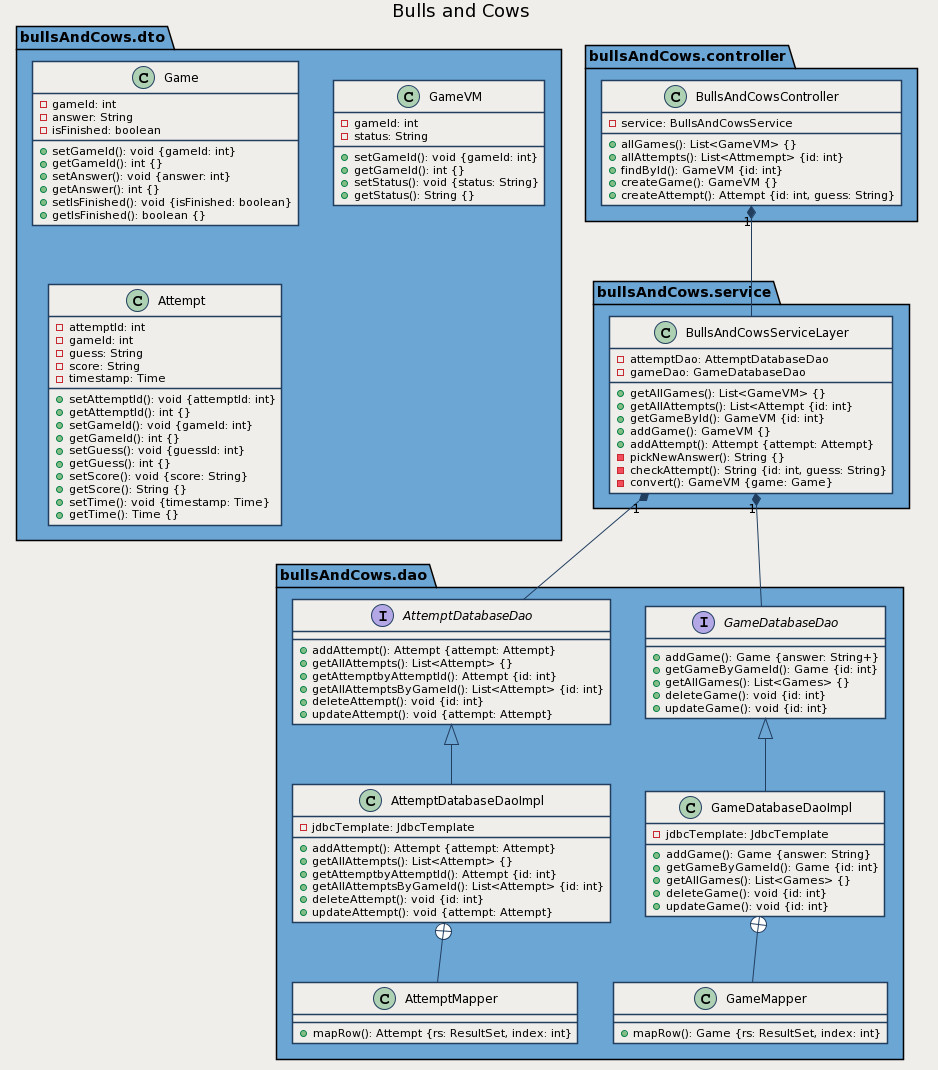 Bulls and Cows
bullsAndCows.dto
C Game
gameId: int
answer: String
isFinished: boolean
setGameId(): void {gameId: int}
getGameId(): int {}
setAnswer(): void {answer: int}
getAnswer(): int {}
setIsFinished(): void {isFinished: boolean}
getIsFinished(): boolean {}
C GameVM
gameId: int
status: String
setGameId(): void {gameId: int}
getGameId(): int {}
setStatus(): void {status: String}
getStatus(): String {}
C Attempt
attemptId: int
gameId: int
guess: String
score: String
timestamp: Time
setAttemptId(): void {attemptId: int}
getAttemptId(): int {}
setGameId(): void {gameId: int}
getGameId(): int {}
setGuess(): void {guessId: int}
getGuess(): int {}
setScore(): void {score: String}
getScore(): String {}
setTime(): void {timestamp: Time}
getTime(): Time {}
bullsAndCows.controller
C BullsAndCowsController
service: BullsAndCowsService
allGames(): List<GameVM> {}
allAttempts(): List<Attmempt> {id: int}
findById(): GameVM {id: int}
createGame(): GameVM {}
createAttempt(): Attempt {id: int, guess: String}
1
bullsAndCows.service
C BullsAndCowsServiceLayer
attemptDao: AttemptDatabaseDao
gameDao: GameDatabaseDao
getAllGames(): List<GameVM> {}
getAllAttempts(): List<Attempt {id: int}
getGameById(): GameVM {id: int}
addGame(): GameVM {}
addAttempt(): Attempt {attempt: Attempt}
pickNewAnswer(): String {}
checkAttempt(): String {id: int, guess: String}
convert(): GameVM {game: Game}
1
1
bullsAndCows.dao
I AttemptDatabaseDao
addAttempt(): Attempt {attempt: Attempt}
getAllAttempts(): List<Attempt> {}
getAttemptbyAttemptId(): Attempt {id: int}
getAllAttemptsByGameId(): List<Attempt> {id: int}
deleteAttempt(): void {id: int}
updateAttempt(): void {attempt: Attempt}
I GameDatabaseDao
addGame(): Game {answer: String+}
getGameByGameId(): Game {id: int}
getAllGames(): List<Games> {}
deleteGame(): void {id: int}
updateGame(): void {id: int}
C AttemptDatabaseDaoImpl
jdbcTemplate: JdbcTemplate
addAttempt(): Attempt {attempt: Attempt}
getAllAttempts(): List<Attempt> {}
getAttemptbyAttemptId(): Attempt {id: int}
getAllAttemptsByGameId(): List<Attempt> {id: int}
deleteAttempt(): void {id: int}
updateAttempt(): void {attempt: Attempt}
C GameDatabaseDaoImpl
jdbcTemplate: JdbcTemplate
addGame(): Game {answer: String}
getGameByGameId(): Game {id: int}
getAllGames(): List<Games> {}
deleteGame(): void {id: int}
updateGame(): void {id: int}
C AttemptMapper
mapRow(): Attempt {rs: ResultSet, index: int}
C GameMapper
mapRow(): Game {rs: ResultSet, index: int}